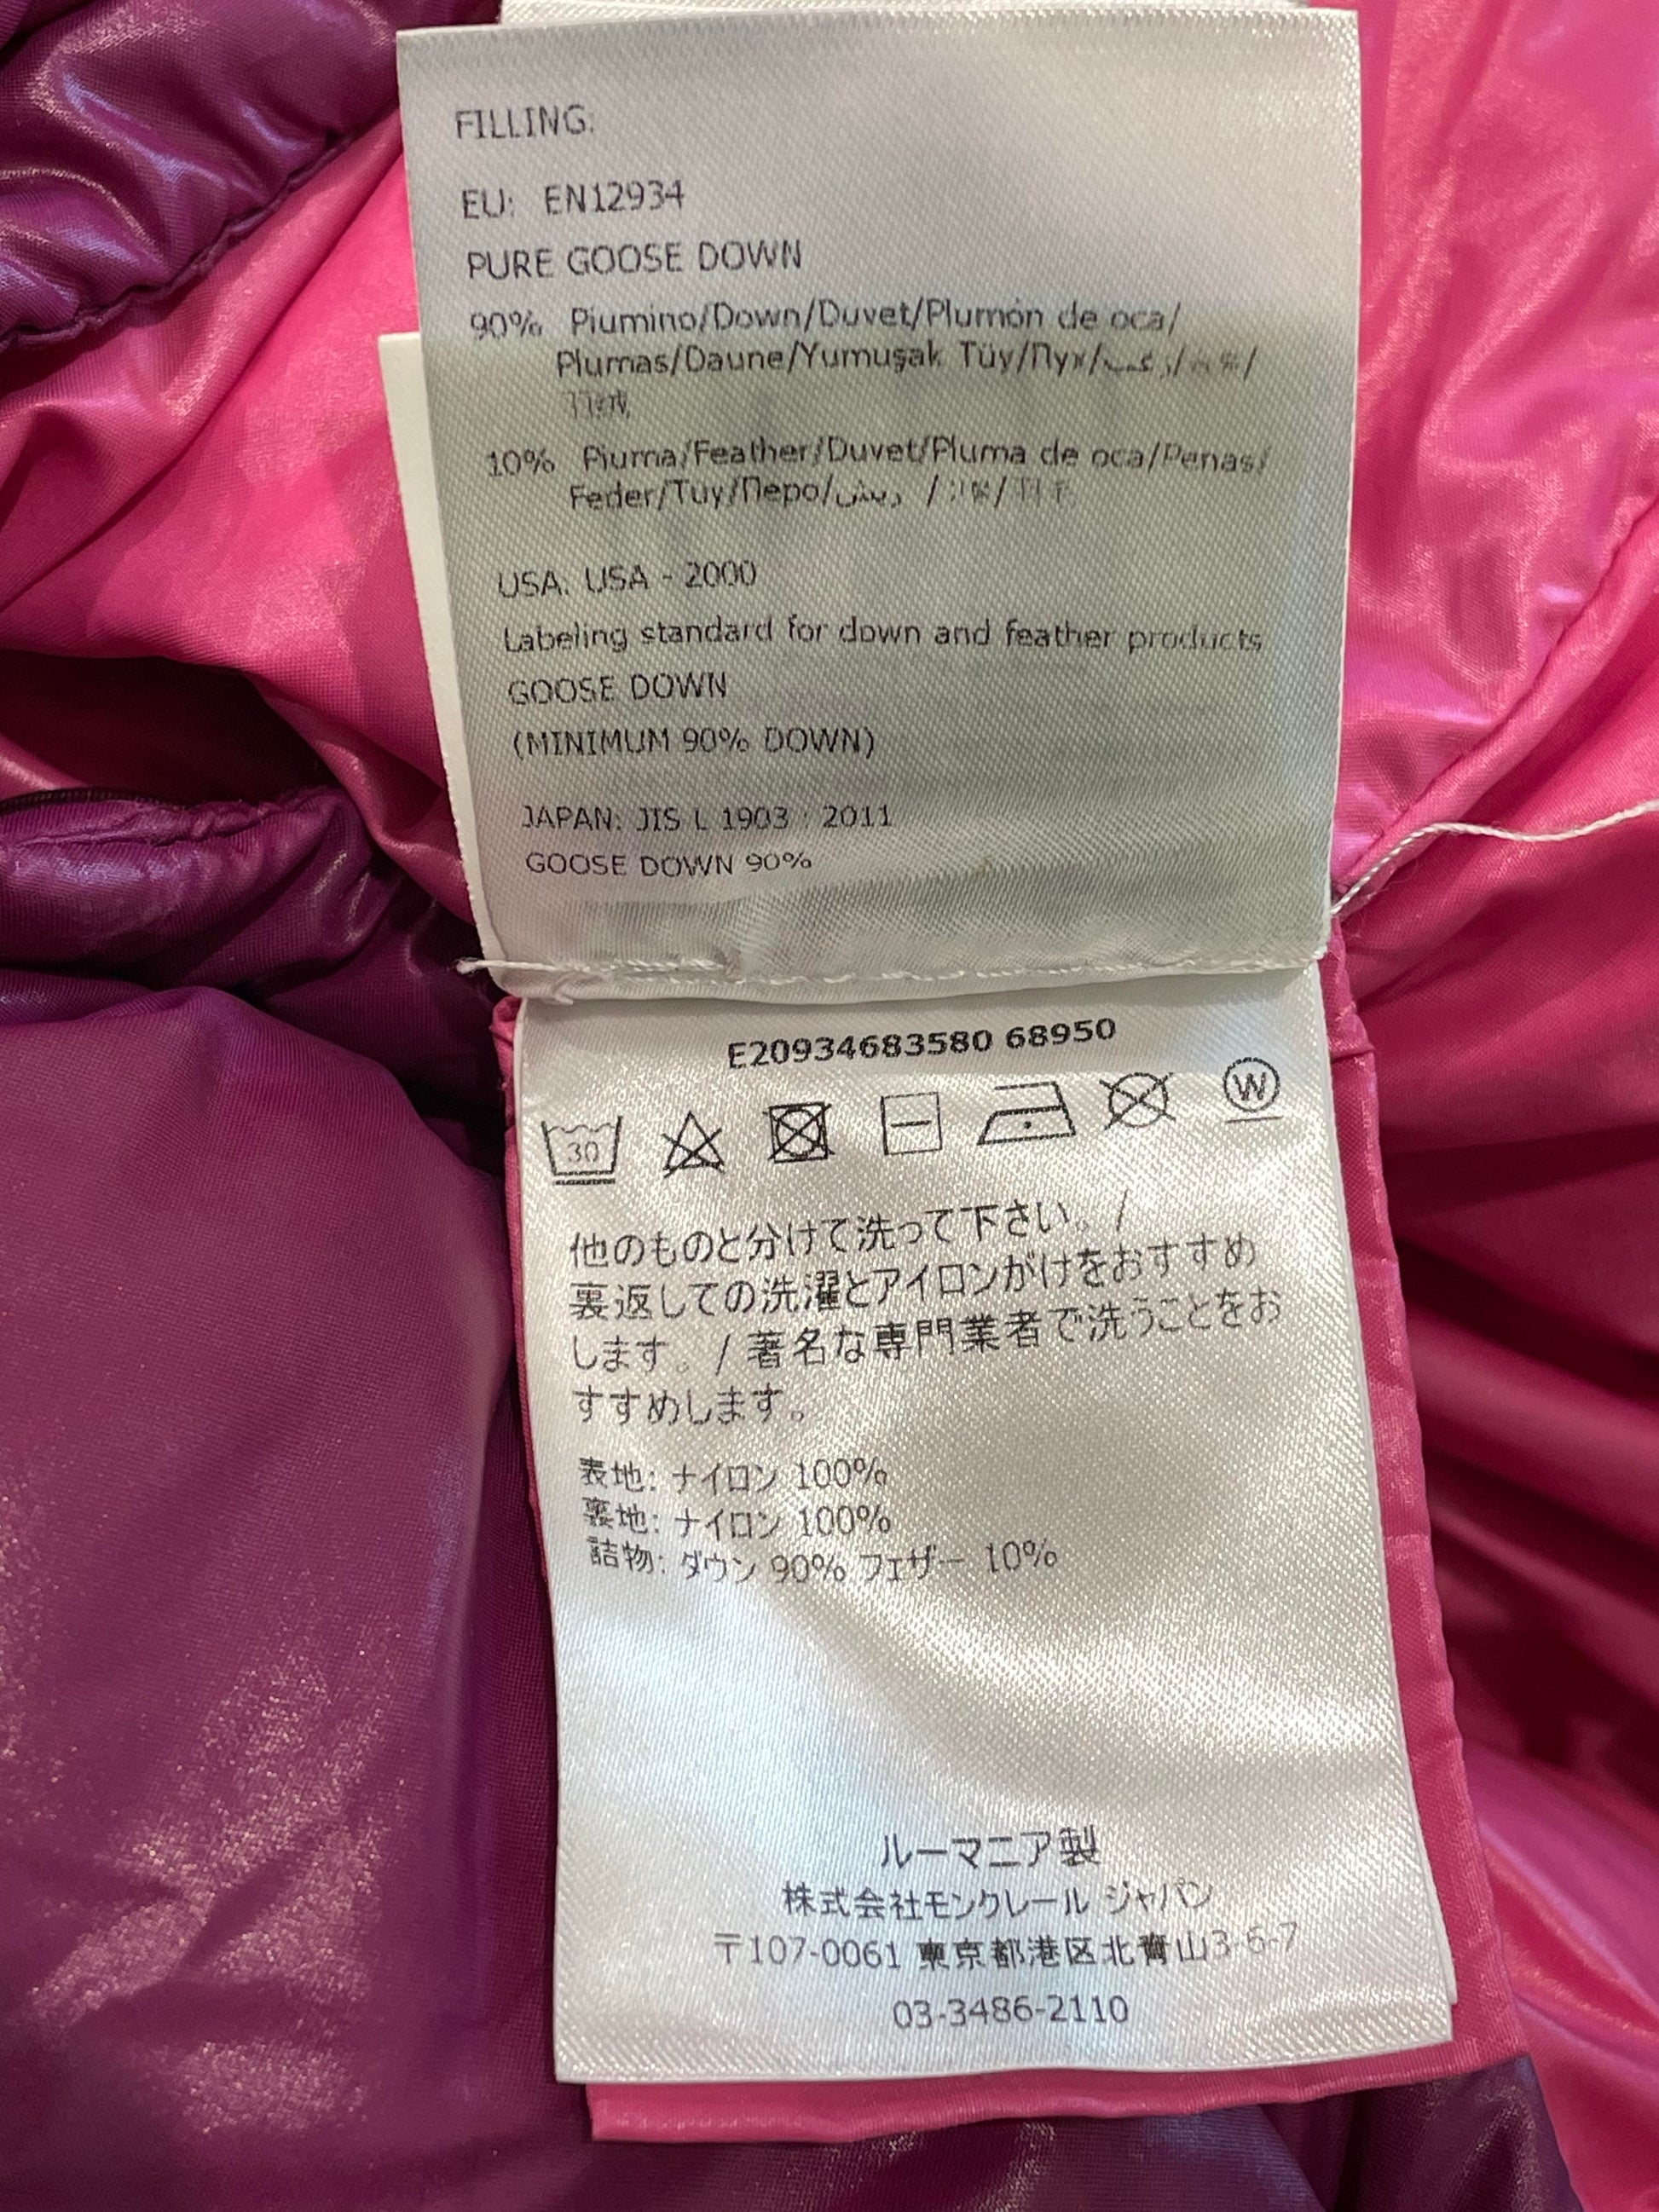 FILLING:
EU: EN12934
PURE GOOSE DOWN
90% Piumino/Down/Duvet/Plumón de oca/
Plumas/Daune/Yumuşak Tüy/Пух/
10% Piuma/Feather/Duvet/Pluma de oca/Penas/
Feder/Tüy/Перо/ريش /
USA. USA - 2000
Labeling standard for down and feather products
GOOSE DOWN
(MINIMUM 90% DOWN)
JAPAN: JIS L 1903 : 2011
GOOSE DOWN 90%
E20934683580 68950
30
W
他のものと分けて洗って下さい。/
裏返しての洗濯とアイロンがけをおすすめ
します。/ 著名な専門業者で洗うことをお
すすめします。
表地: ナイロン 100%
裏地: ナイロン 100%
詰物: ダウン 90% フェザー 10%
ルーマニア製
株式会社モンクレール ジャパン
〒107-0061 東京都港区北青山3-6-7
03-3486-2110